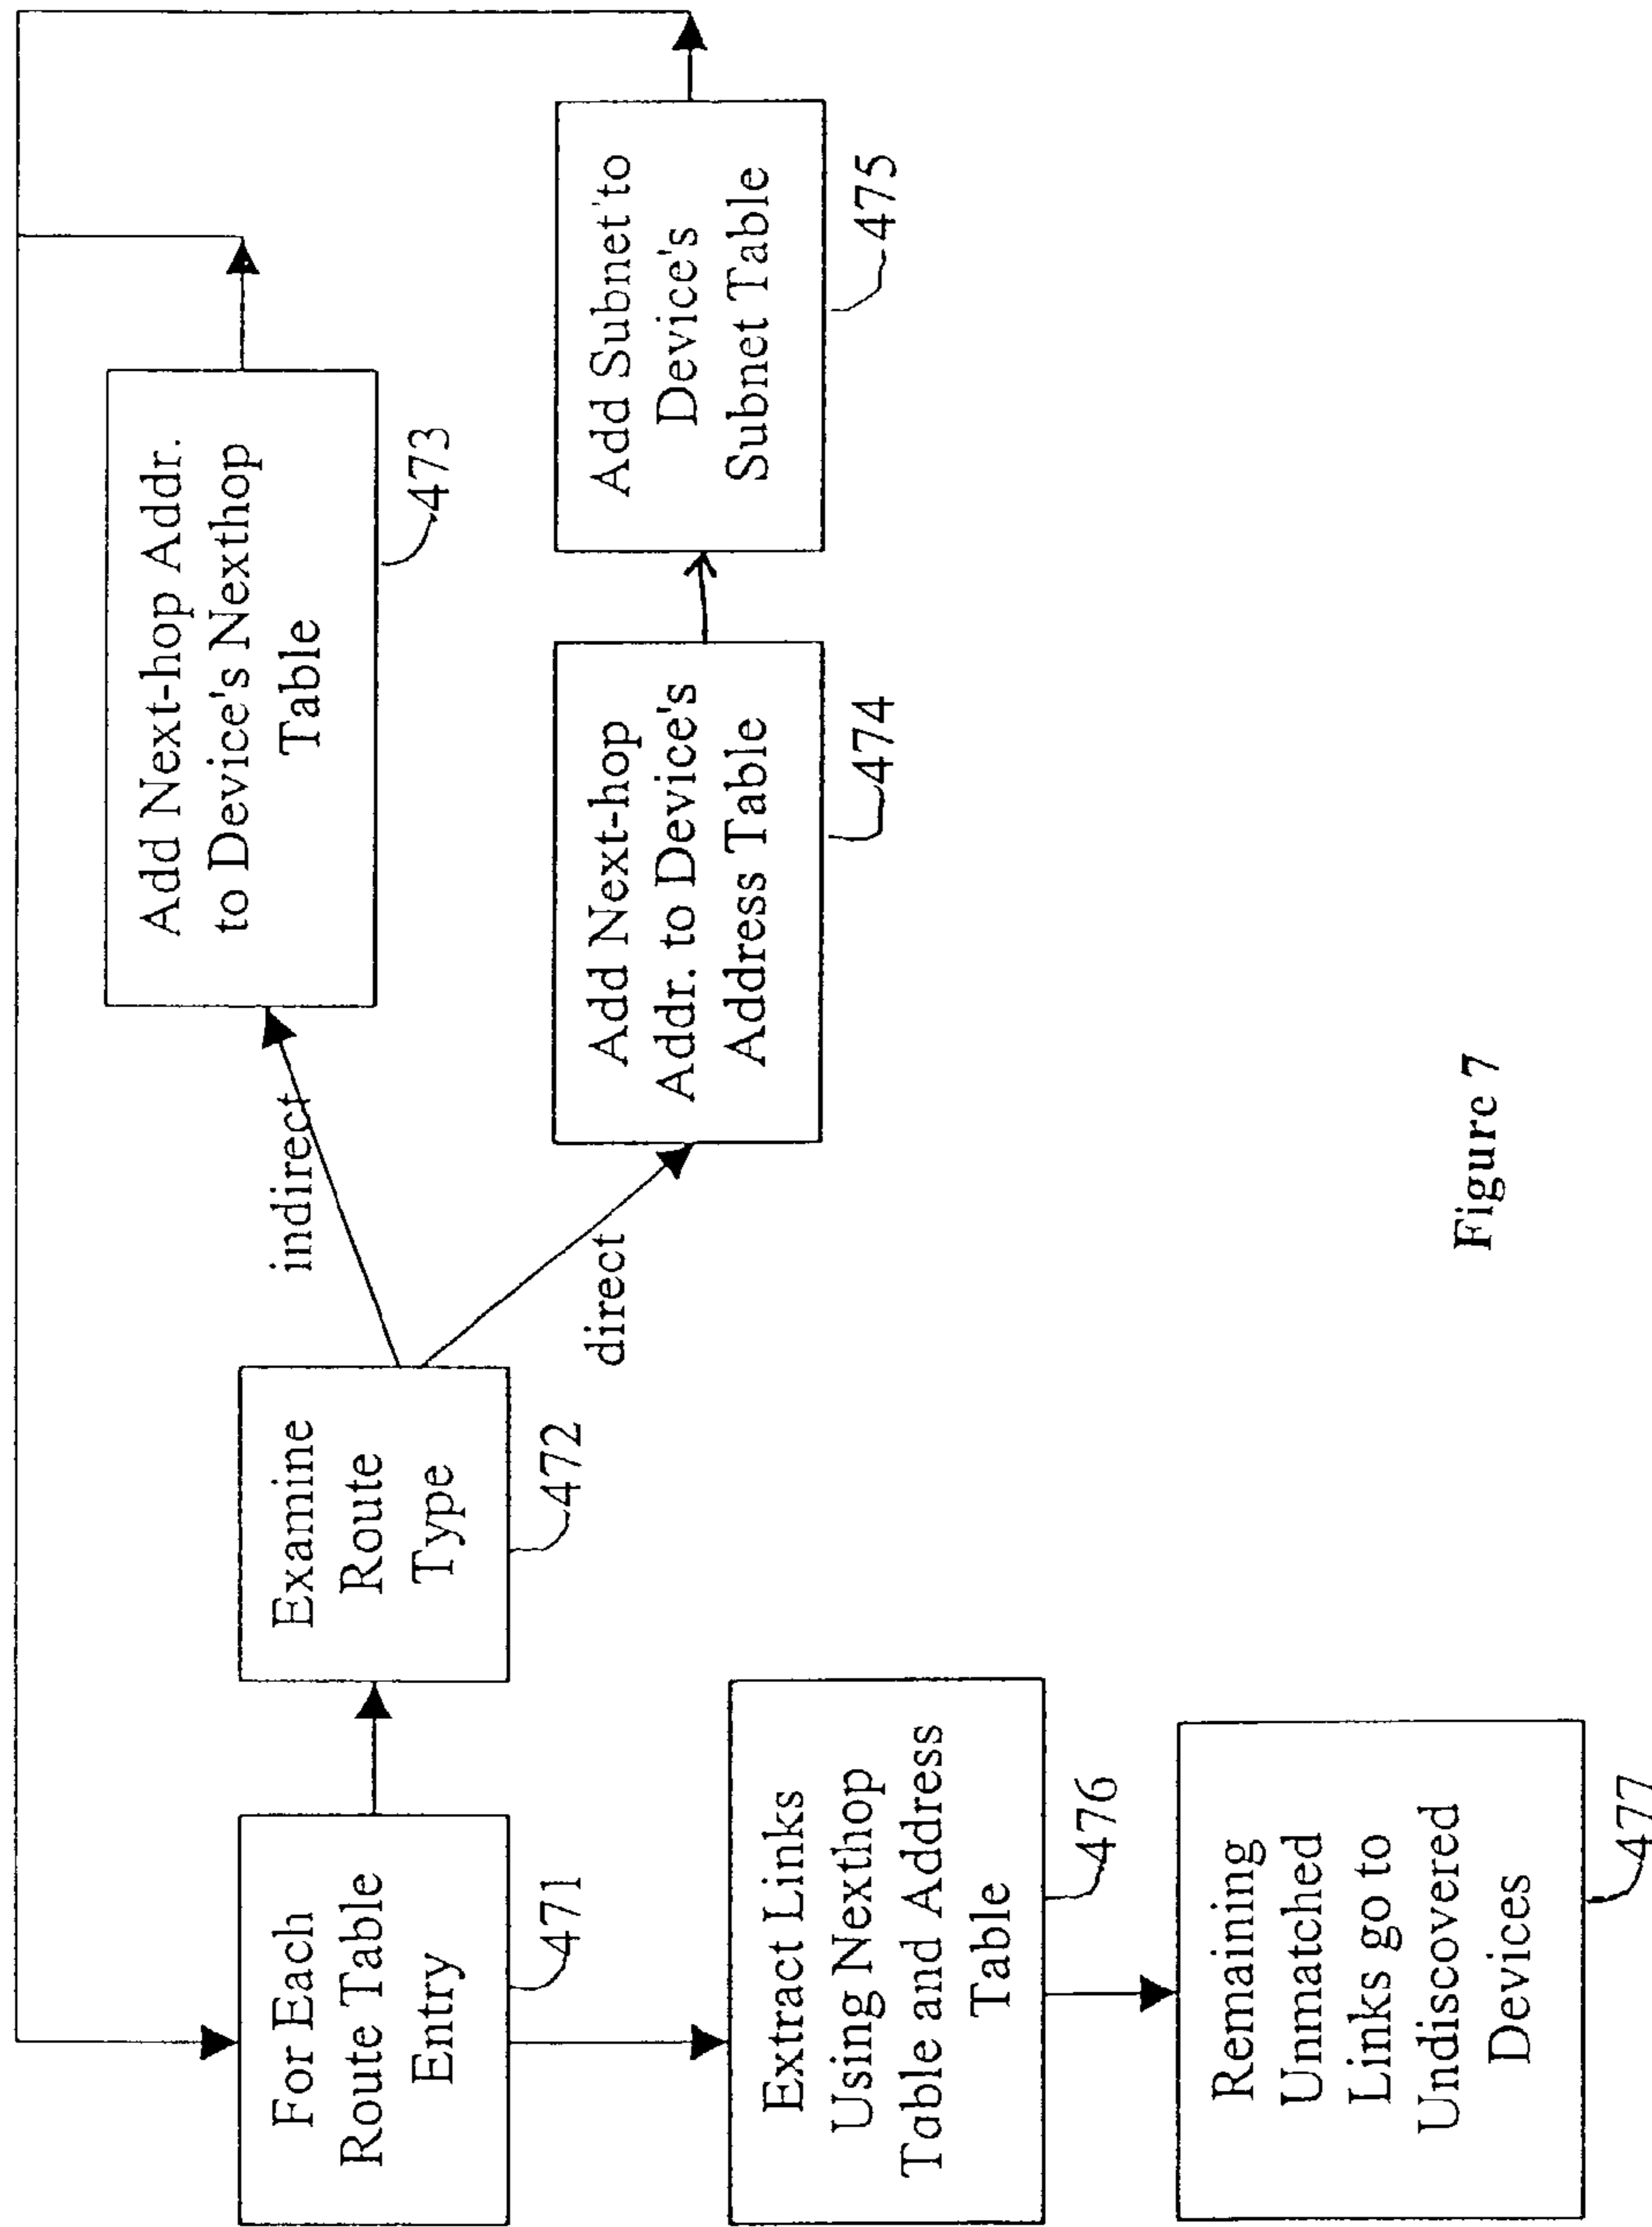 For Each
Route Table
Entry
471
Examine
Route
Type
472
indirect
direct
Add Next-hop Addr.
to Device's Nexthop
Table
473
Add Next-hop
Addr. to Device's
Address Table
474
Add Subnet to
Device's
Subnet Table
475
Extract Links
Using Nexthop
Table and Address
Table
476
Remaining
Unmatched
Links go to
Undiscovered
Devices
477
Figure 7